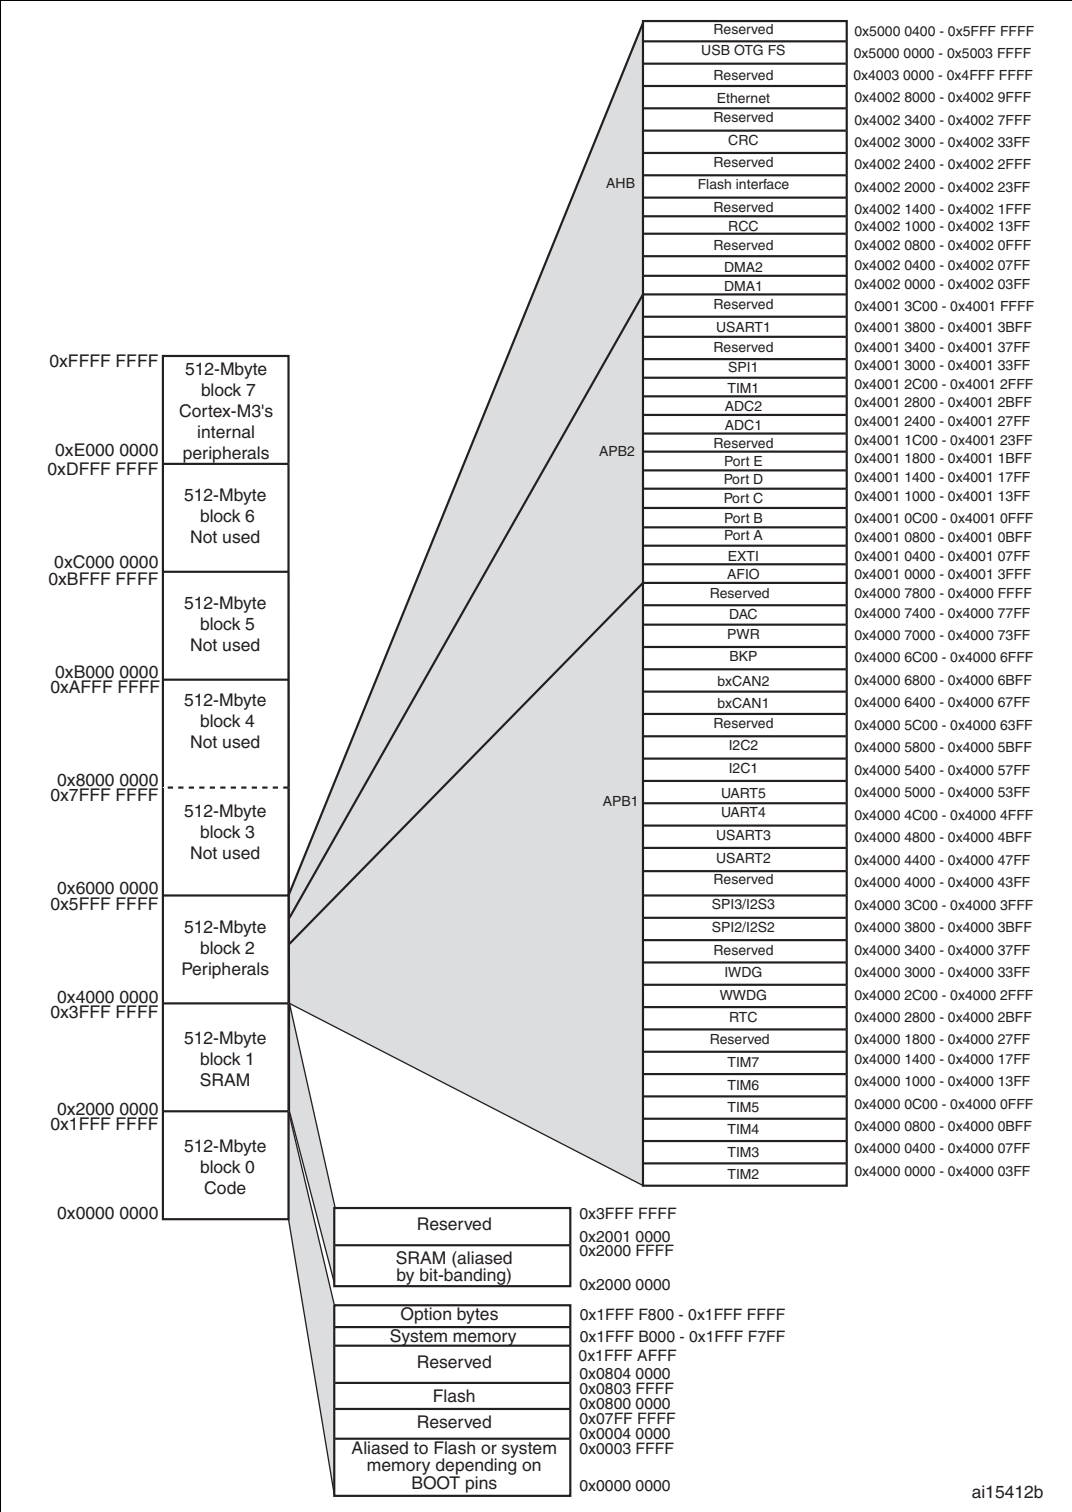 Reserved 0x5000 0400 - 0x5FFF FFFF
USB OTG FS 0x5000 0000 - 0x5003 FFFF
Reserved 0x4003 0000 - 0x4FFF FFFF
Ethernet 0x4002 8000 - 0x4002 9FFF
Reserved 0x4002 3400 - 0x4002 7FFF
CRC 0x4002 3000 - 0x4002 33FF
Reserved 0x4002 2400 - 0x4002 2FFF
AHB
Flash interface 0x4002 2000 - 0x4002 23FF
Reserved 0x4002 1400 - 0x4002 1FFF
RCC 0x4002 1000 - 0x4002 13FF
Reserved 0x4002 0800 - 0x4002 0FFF
DMA2 0x4002 0400 - 0x4002 07FF
DMA1 0x4002 0000 - 0x4002 03FF
Reserved 0x4001 3C00 - 0x4001 FFFF
USART1 0x4001 3800 - 0x4001 3BFF
Reserved 0x4001 3400 - 0x4001 37FF
SPI1 0x4001 3000 - 0x4001 33FF
TIM1 0x4001 2C00 - 0x4001 2FFF
ADC2 0x4001 2800 - 0x4001 2BFF
ADC1 0x4001 2400 - 0x4001 27FF
Reserved 0x4001 1C00 - 0x4001 23FF
APB2
Port E 0x4001 1800 - 0x4001 1BFF
Port D 0x4001 1400 - 0x4001 17FF
Port C 0x4001 1000 - 0x4001 13FF
Port B 0x4001 0C00 - 0x4001 0FFF
Port A 0x4001 0800 - 0x4001 0BFF
EXTI 0x4001 0400 - 0x4001 07FF
AFIO 0x4001 0000 - 0x4001 3FFF
Reserved 0x4000 7800 - 0x4000 FFFF
DAC 0x4000 7400 - 0x4000 77FF
PWR 0x4000 7000 - 0x4000 73FF
BKP 0x4000 6C00 - 0x4000 6FFF
bxCAN2 0x4000 6800 - 0x4000 6BFF
bxCAN1 0x4000 6400 - 0x4000 67FF
Reserved 0x4000 5C00 - 0x4000 63FF
I2C2 0x4000 5800 - 0x4000 5BFF
I2C1 0x4000 5400 - 0x4000 57FF
APB1
UART5 0x4000 5000 - 0x4000 53FF
UART4 0x4000 4C00 - 0x4000 4FFF
USART3 0x4000 4800 - 0x4000 4BFF
USART2 0x4000 4400 - 0x4000 47FF
Reserved 0x4000 4000 - 0x4000 43FF
SPI3/I2S3 0x4000 3C00 - 0x4000 3FFF
SPI2/I2S2 0x4000 3800 - 0x4000 3BFF
Reserved 0x4000 3400 - 0x4000 37FF
IWDG 0x4000 3000 - 0x4000 33FF
WWDG 0x4000 2C00 - 0x4000 2FFF
RTC 0x4000 2800 - 0x4000 2BFF
Reserved 0x4000 1800 - 0x4000 27FF
TIM7 0x4000 1400 - 0x4000 17FF
TIM6 0x4000 1000 - 0x4000 13FF
TIM5 0x4000 0C00 - 0x4000 0FFF
TIM4 0x4000 0800 - 0x4000 0BFF
TIM3 0x4000 0400 - 0x4000 07FF
TIM2 0x4000 0000 - 0x4000 03FF
0xFFFF FFFF
512-Mbyte
block 7
Cortex-M3's
internal
peripherals
0xE000 0000
0xDFFF FFFF
512-Mbyte
block 6
Not used
0xC000 0000
0xBFFF FFFF
512-Mbyte
block 5
Not used
0xB000 0000
0xAFFF FFFF
512-Mbyte
block 4
Not used
0x8000 0000
0x7FFF FFFF
512-Mbyte
block 3
Not used
0x6000 0000
0x5FFF FFFF
512-Mbyte
block 2
Peripherals
0x4000 0000
0x3FFF FFFF
512-Mbyte
block 1
SRAM
0x2000 0000
0x1FFF FFFF
512-Mbyte
block 0
Code
0x0000 0000
0x3FFF FFFF
Reserved
0x2001 0000
0x2000 FFFF
SRAM (aliased
by bit-banding)
0x2000 0000
Option bytes 0x1FFF F800 - 0x1FFF FFFF
System memory 0x1FFF B000 - 0x1FFF F7FF
0x1FFF AFFF
Reserved
0x0804 0000
0x0803 FFFF
Flash
0x0800 0000
0x07FF FFFF
Reserved
0x0004 0000
0x0003 FFFF
Aliased to Flash or system
memory depending on
BOOT pins
0x0000 0000
ai15412b